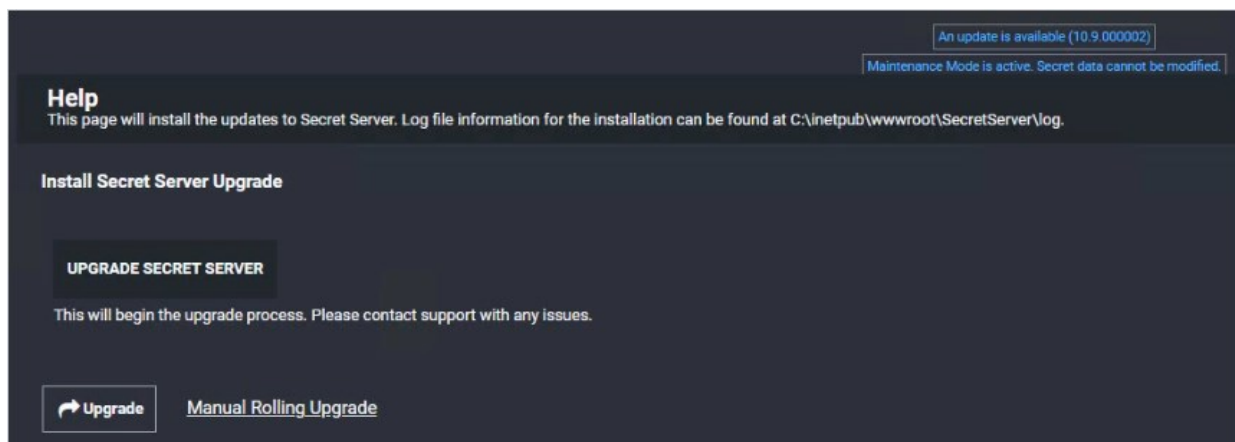 An update is available (10.9.000002)
Maintenance Mode is active. Secret data cannot be modified.
Help
This page will install the updates to Secret Server. Log file information for the installation can be found at C:\inetpub\wwwroot\SecretServer\log.
Install Secret Server Upgrade
UPGRADE SECRET SERVER
This will begin the upgrade process. Please contact support with any issues.
Upgrade Manual Rolling Upgrade